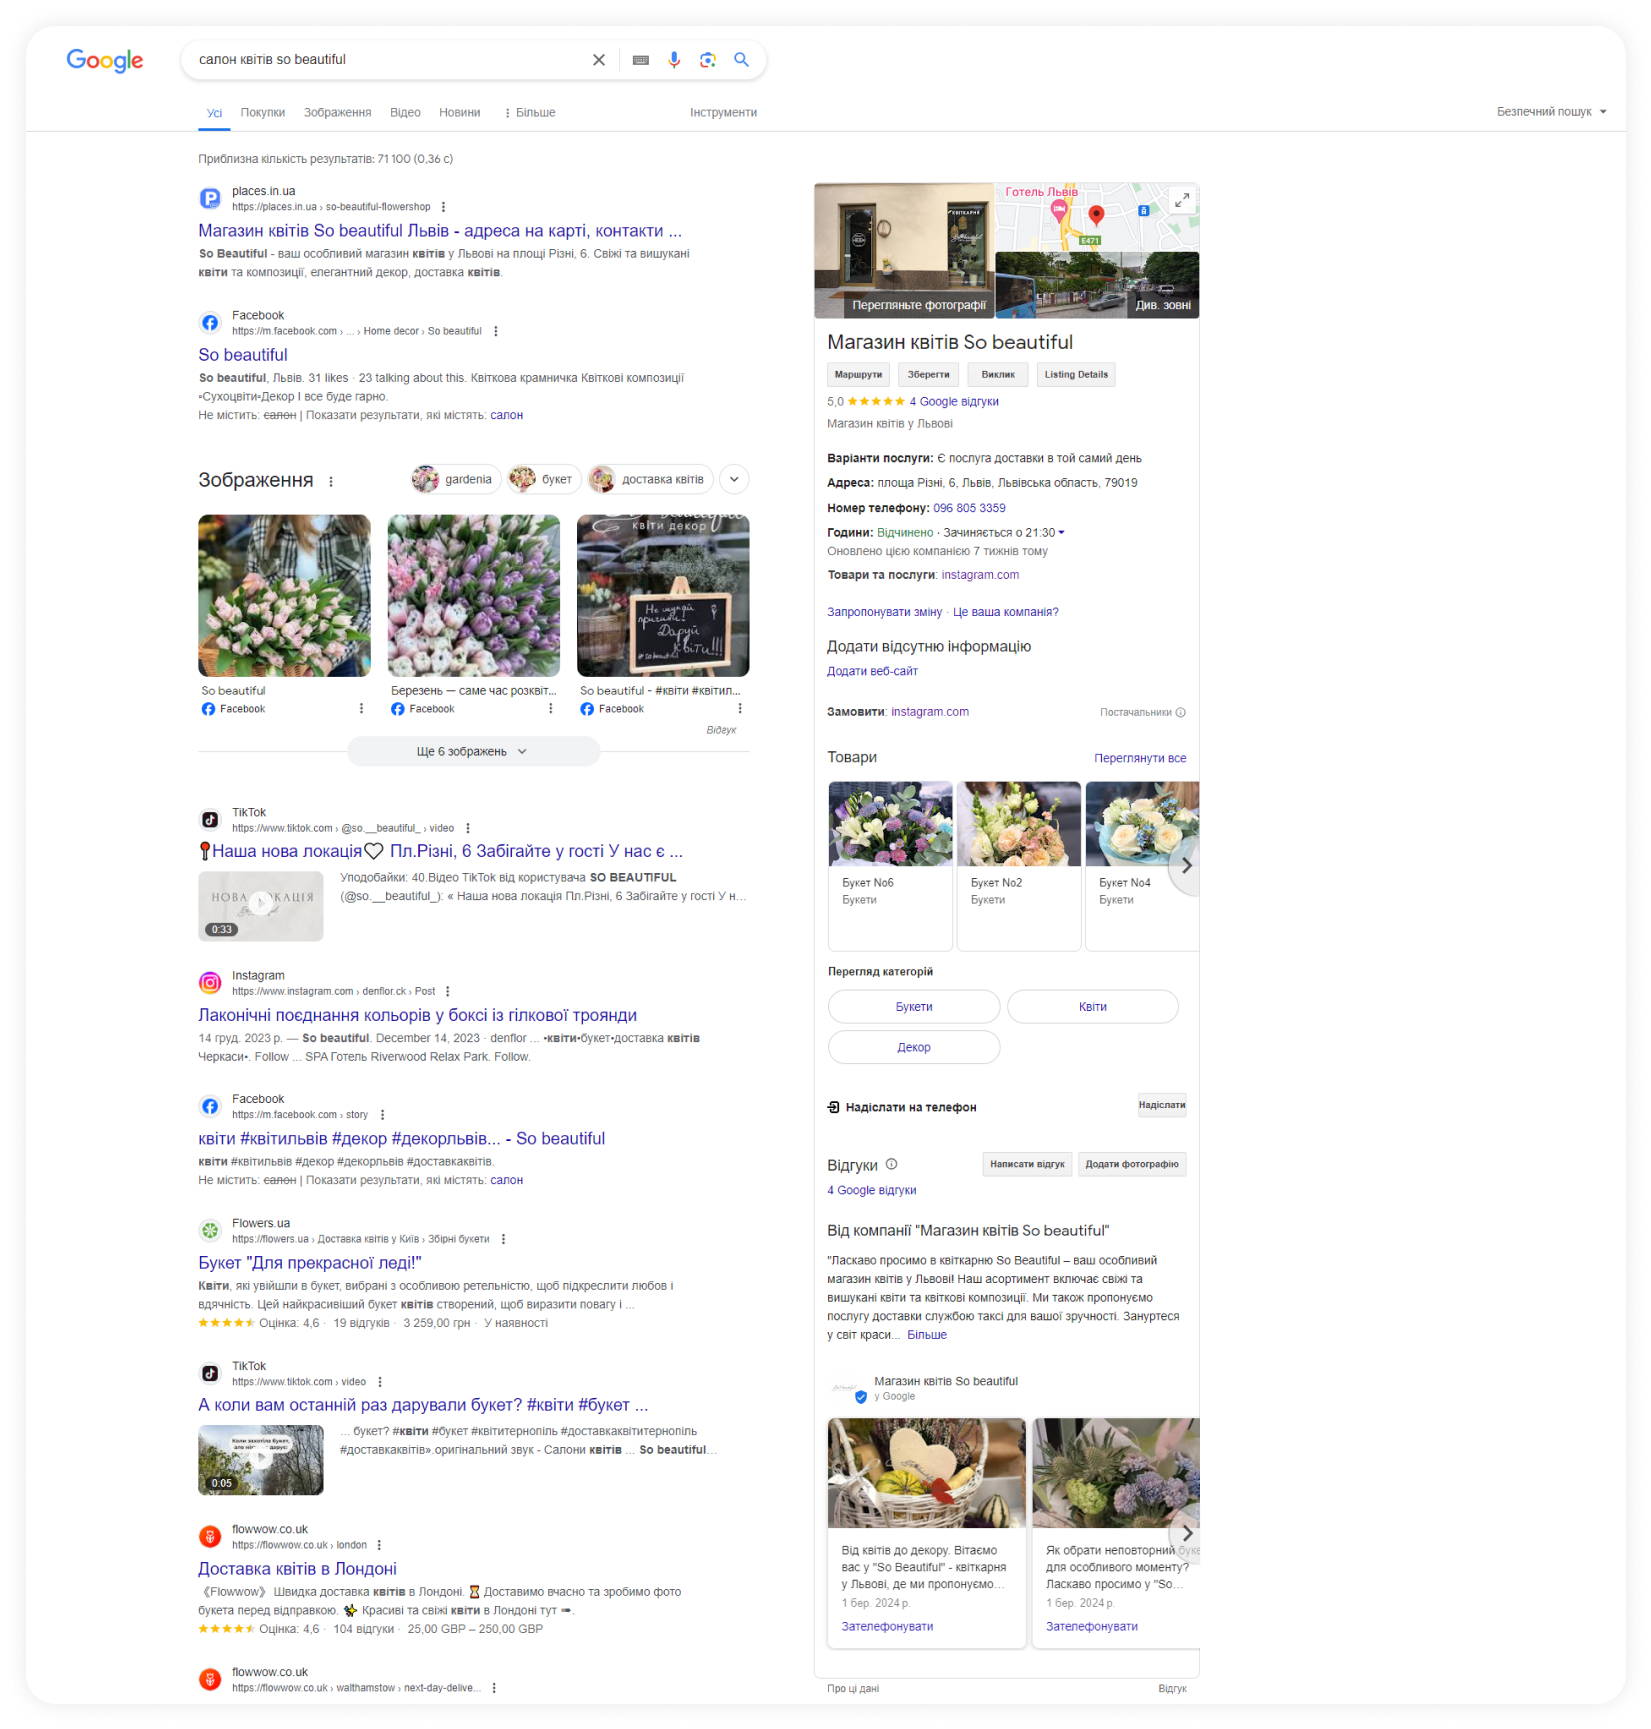 Google
салон квітів so beautiful
Усі Покупки Зображення Відео Новини Більше Інструменти Безпечний пошук
Приблизна кількість результатів: 71 100 (0,36 с)
places.in.ua
https://places.in.ua › so-beautiful-flowershop
Магазин квітів So beautiful Львів - адреса на карті, контакти ...
So Beautiful - ваш особливий магазин квітів у Львові на площі Різні, 6. Свіжі та вишукані
квіти та композиції, елегантний декор, доставка квітів.
Facebook
https://m.facebook.com › ... › Home decor › So beautiful
So beautiful
So beautiful, Львів. 31 likes · 23 talking about this. Квіткова крамничка Квіткові композиції
▫Сухоцвіти▫Декор І все буде гарно.
Не містить: салон | Показати результати, які містять: салон
Зображення
gardenia букет доставка квітів
квіти декор
Не шукай
причини!
Даруй
квіти!!!
#so beautiful
So beautiful
Facebook
Березень — саме час розквіт...
Facebook
So beautiful - #квіти #квітил...
Facebook
Відгук
Ще 6 зображень
TikTok
https://www.tiktok.com › @so.__beautiful_ › video
📍Наша нова локація🤍 Пл.Різні, 6 Забігайте у гості У нас є ...
НОВА ЛОКАЦІЯ
0:33
Уподобайки: 40.Відео TikTok від користувача SO BEAUTIFUL
(@so.__beautiful_): « Наша нова локація Пл.Різні, 6 Забігайте у гості У н...
Instagram
https://www.instagram.com › denflor.ck › Post
Лаконічні поєднання кольорів у боксі із гілкової троянди
14 груд. 2023 р. — So beautiful. December 14, 2023 · denflor ... •квіти•букет•доставка квітів
Черкаси•. Follow ... SPA Готель Riverwood Relax Park. Follow.
Facebook
https://m.facebook.com › story
квіти #квітильвів #декор #декорльвів... - So beautiful
квіти #квітильвів #декор #декорльвів #доставкаквітів.
Не містить: салон | Показати результати, які містять: салон
Flowers.ua
https://flowers.ua › Доставка квітів у Київ › Збірні букети
Букет "Для прекрасної леді!"
Квіти, які увійшли в букет, вибрані з особливою ретельністю, щоб підкреслити любов і
вдячність. Цей найкрасивіший букет квітів створений, щоб виразити повагу і ...
Оцінка: 4,6 · 19 відгуків · 3 259,00 грн · У наявності
TikTok
https://www.tiktok.com › video
А коли вам останній раз дарували букет? #квіти #букет ...
Коли захотіла букет,
0:05
... букет? #квіти #букет #квітитернопіль #доставкаквітівтернопіль
#доставкаквітів».оригінальний звук - Салони квітів ... So beautiful...
flowwow.co.uk
https://flowwow.co.uk › london
Доставка квітів в Лондоні
《Flowwow》 Швидка доставка квітів в Лондоні. ⏳ Доставимо вчасно та зробимо фото
букета перед відправкою. ✨ Красиві та свіжі квіти в Лондоні тут ➠.
Оцінка: 4,6 · 104 відгуки · 25,00 GBP – 250,00 GBP
flowwow.co.uk
https://flowwow.co.uk › walthamstow › next-day-delive...
КВІТКАРНЯ
Перегляньте фотографії
Готель Львів
E471
Див. зовні
Магазин квітів So beautiful
Маршрути Зберегти Виклик Listing Details
5,0 4 Google відгуки
Магазин квітів у Львові
Варіанти послуги: Є послуга доставки в той самий день
Адреса: площа Різні, 6, Львів, Львівська область, 79019
Номер телефону: 096 805 3359
Години: Відчинено · Зачиняється о 21:30
Оновлено цією компанією 7 тижнів тому
Товари та послуги: instagram.com
Запропонувати зміну · Це ваша компанія?
Додати відсутню інформацію
Додати веб-сайт
Замовити: instagram.com Постачальники
Товари Переглянути все
Букет No6
Букети
Букет No2
Букети
Букет No4
Букети
Перегляд категорій
Букети Квіти
Декор
Надіслати на телефон Надіслати
Відгуки Написати відгук Додати фотографію
4 Google відгуки
Від компанії "Магазин квітів So beautiful"
"Ласкаво просимо в квіткарню So Beautiful – ваш особливий
магазин квітів у Львові! Наш асортимент включає свіжі та
вишукані квіти та квіткові композиції. Ми також пропонуємо
послугу доставки службою таксі для вашої зручності. Зануртеся
у світ краси... Більше
Магазин квітів So beautiful
у Google
Від квітів до декору. Вітаємо
вас у "So Beautiful" - квіткарня
у Львові, де ми пропонуємо...
1 бер. 2024 р.
Зателефонувати
Як обрати неповторний буке
для особливого моменту?
Ласкаво просимо у "So...
1 бер. 2024 р.
Зателефонувати
Про ці дані Відгук